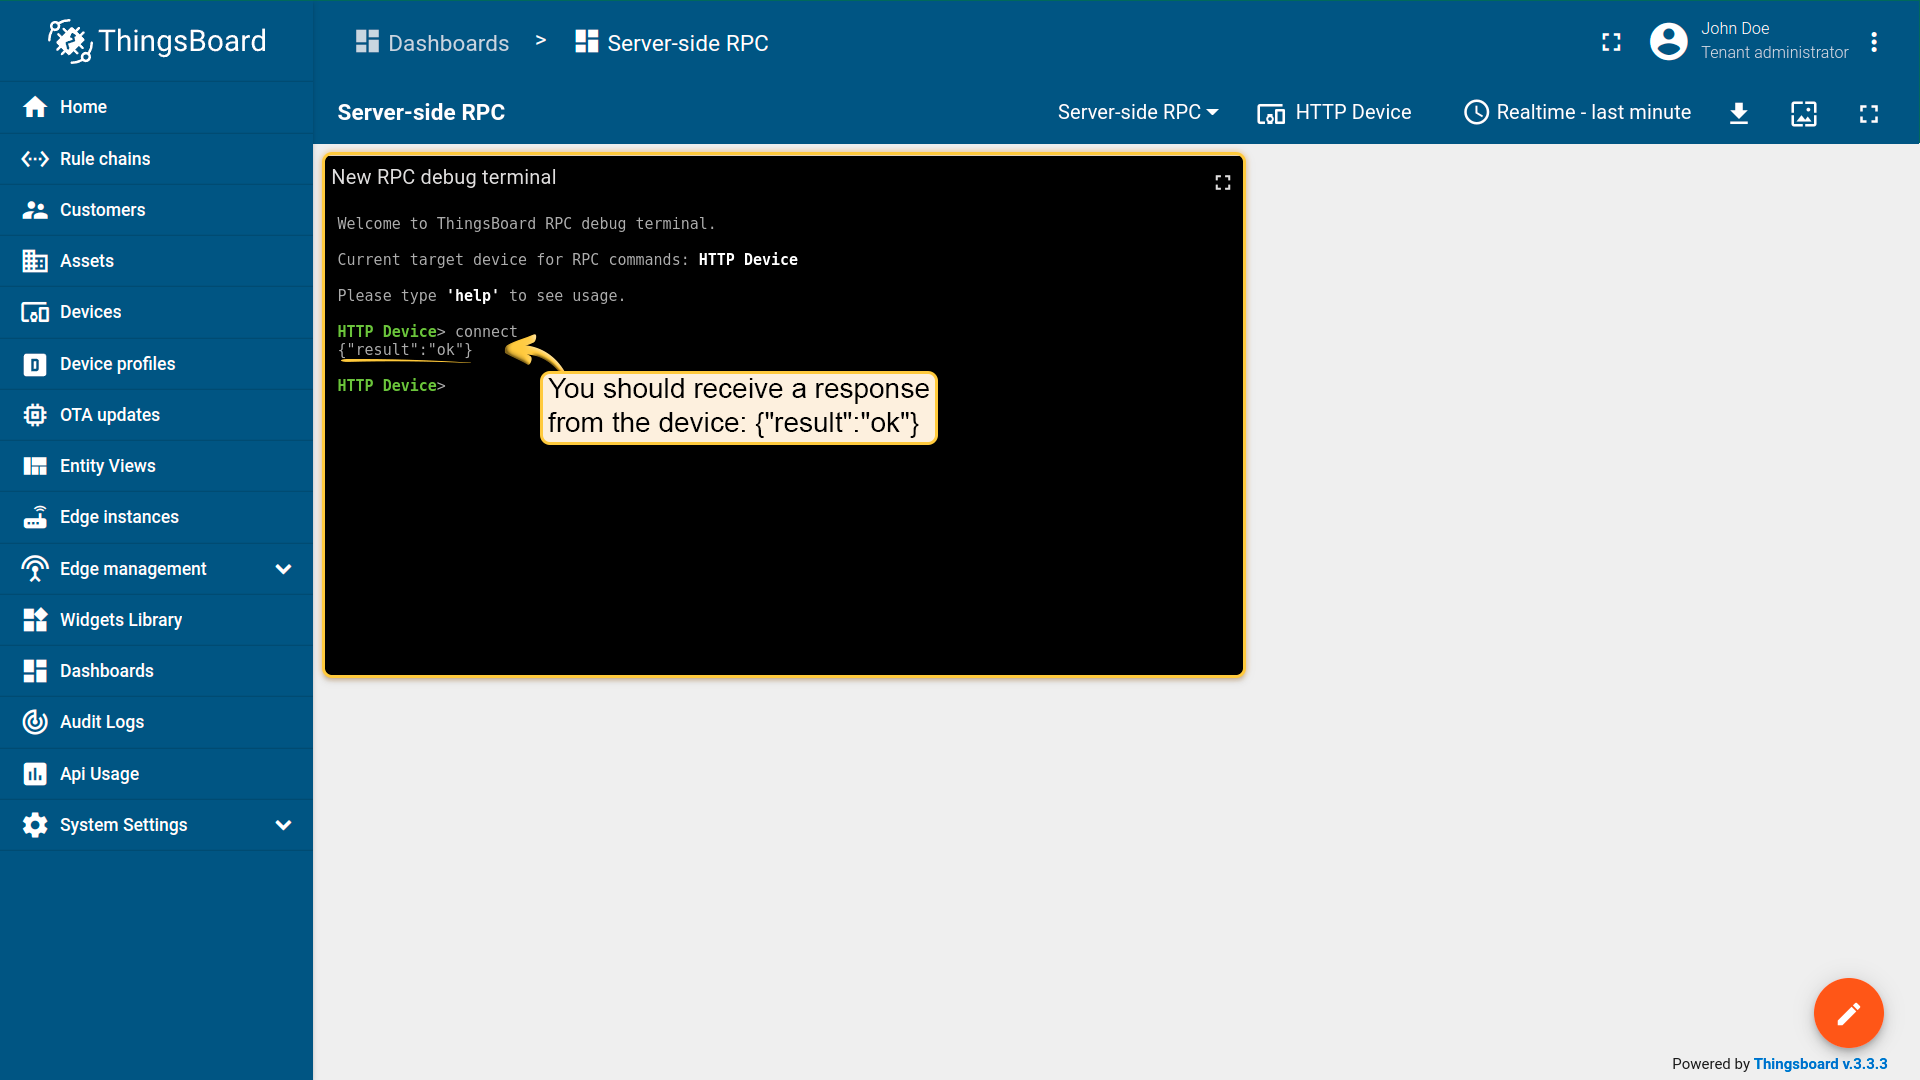 ThingsBoard
Dashboards > Server-side RPC
John Doe
Tenant administrator
Home
Rule chains
Customers
Assets
Devices
Device profiles
OTA updates
Entity Views
Edge instances
Edge management
Widgets Library
Dashboards
Audit Logs
Api Usage
System Settings
Server-side RPC
Server-side RPC
HTTP Device
Realtime - last minute
New RPC debug terminal
Welcome to ThingsBoard RPC debug terminal.
Current target device for RPC commands: HTTP Device
Please type 'help' to see usage.
HTTP Device> connect
{"result":"ok"}
HTTP Device>
You should receive a response
from the device: {"result":"ok"}
Powered by Thingsboard v.3.3.3